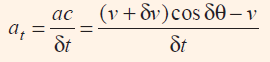 a_t = ac/δt = (v + δv) cos δθ – v/δt